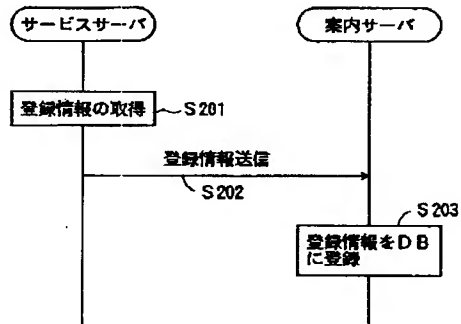 サービスサーバ
案内サーバ
登録情報の取得
S201
登録情報送信
S202
S203
登録情報をDB
に登録